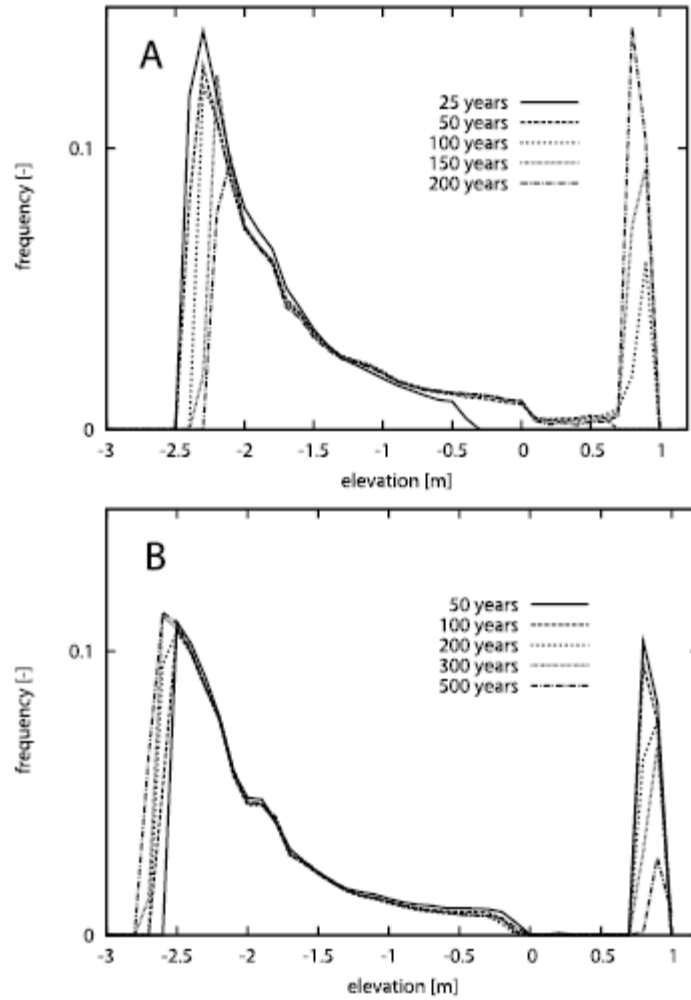 A
25 years
50 years
100 years
150 years
200 years
frequency [-]
0.1
0
-3 -2.5 -2 -1.5 -1 -0.5 0 0.5 1
elevation [m]
B
50 years
100 years
200 years
300 years
500 years
frequency [-]
0.1
0
-3 -2.5 -2 -1.5 -1 -0.5 0 0.5 1
elevation [m]